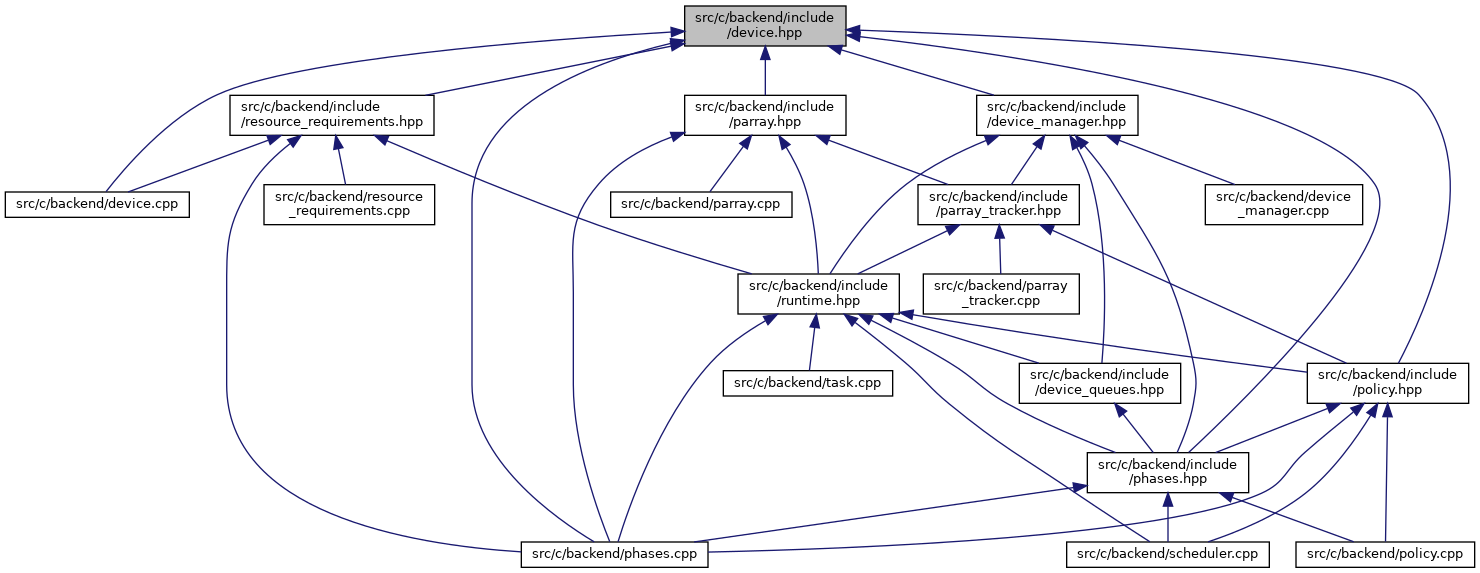 src/c/backend/include
/device.hpp
src/c/backend/include
/resource_requirements.hpp
src/c/backend/include
/parray.hpp
src/c/backend/include
/device_manager.hpp
src/c/backend/device.cpp
src/c/backend/resource
_requirements.cpp
src/c/backend/parray.cpp
src/c/backend/include
/parray_tracker.hpp
src/c/backend/device
_manager.cpp
src/c/backend/include
/runtime.hpp
src/c/backend/parray
_tracker.cpp
src/c/backend/task.cpp
src/c/backend/include
/device_queues.hpp
src/c/backend/include
/policy.hpp
src/c/backend/include
/phases.hpp
src/c/backend/phases.cpp
src/c/backend/scheduler.cpp
src/c/backend/policy.cpp